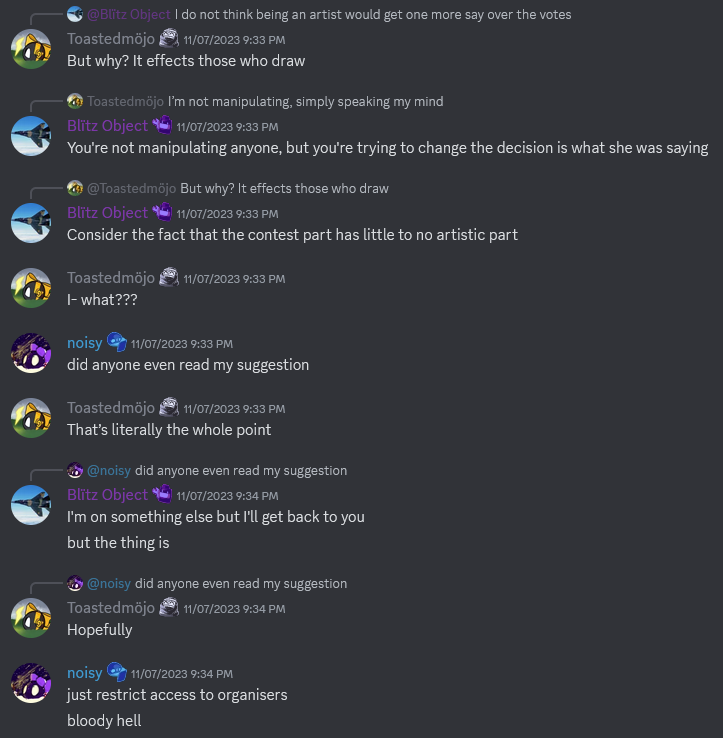 @Blïtz Object I do not think being an artist would get one more say over the votes
Toastedmöjo 11/07/2023 9:33 PM
But why? It effects those who draw
Toastedmöjo I'm not manipulating, simply speaking my mind
Blïtz Object 11/07/2023 9:33 PM
You're not manipulating anyone, but you're trying to change the decision is what she was saying
@Toastedmöjo But why? It effects those who draw
Blïtz Object 11/07/2023 9:33 PM
Consider the fact that the contest part has little to no artistic part
Toastedmöjo 11/07/2023 9:33 PM
I- what???
noisy 11/07/2023 9:33 PM
did anyone even read my suggestion
Toastedmöjo 11/07/2023 9:33 PM
That's literally the whole point
@noisy did anyone even read my suggestion
Blïtz Object 11/07/2023 9:34 PM
I'm on something else but I'll get back to you
but the thing is
@noisy did anyone even read my suggestion
Toastedmöjo 11/07/2023 9:34 PM
Hopefully
noisy 11/07/2023 9:34 PM
just restrict access to organisers
bloody hell